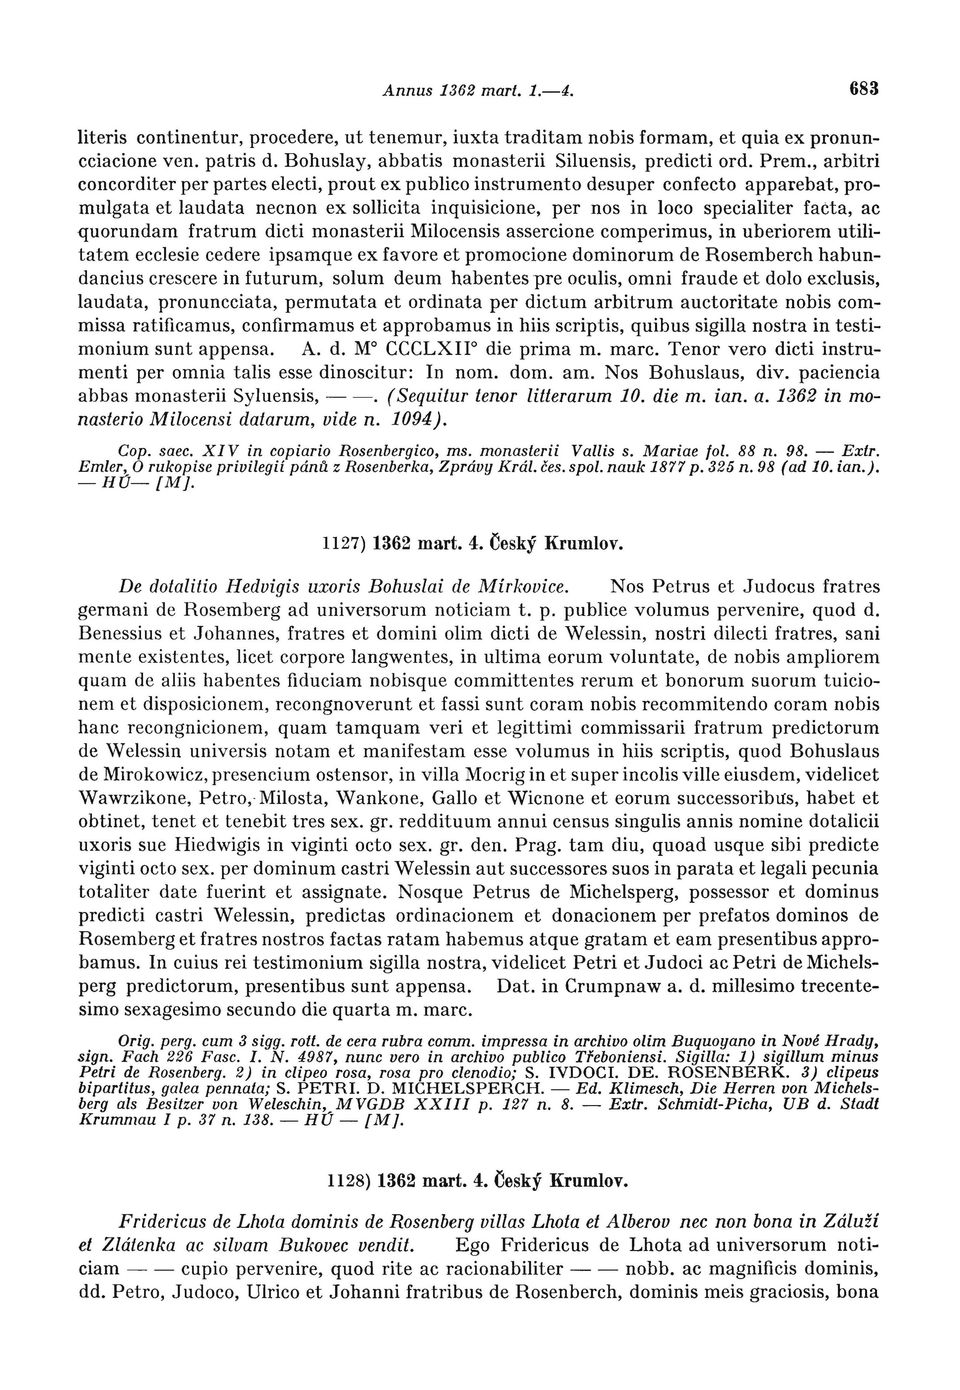 Annus 1362 mart. 1.—4. 683
literis continentur, procedere, ut tenemur, iuxta traditam nobis formam, et quia ex pronun-
cciacione ven. patris d. Bohuslay, abbatis monasterii Siluensis, predicti ord. Prem., arbitri
concorditer per partes electi, prout ex publico instrumento desuper confecto apparebat, pro-
mulgata et laudata necnon ex sollicita inquisicione, per nos in loco specialiter facta, ac
quorundam fratrum dicti monasterii Milocensis assercione comperimus, in uberiorem utili-
tatem ecclesie cedere ipsamque ex favore et promocione dominorum de Rosemberch habun-
dancius crescere in futurum, solum deum habentes pre oculis, omni fraude et dolo exclusis,
laudata, pronuncciata, permutata et ordinata per dictum arbitrum auctoritate nobis com-
missa ratificamus, confirmamus et approbamus in hiis scriptis, quibus sigilla nostra in testi-
monium sunt appensa. A. d. M° CCCLXII° die prima m. marc. Tenor vero dicti instru-
menti per omnia talis esse dinoscitur: In nom. dom. am. Nos Bohuslaus, div. paciencia
abbas monasterii Syluensis, — —. (Sequitur tenor litterarum 10. die m. ian. a. 1362 in mo-
nasterio Milocensi datarum, vide n. 1094).
Cop. saec. XIV in copiario Rosenbergico, ms. monasterii Vallis s. Mariae fol. 88 n. 98. — Extr.
Emler, O rukopise privilegií pánů z Rosenberka, Zprávy Král. čes. spol. nauk 1877 p. 325 n. 98 (ad 10. ian.).
— HÚ— [M].
1127) 1362 mart. 4. Český Krumlov.
De dotalitio Hedvigis uxoris Bohuslai de Mirkovice. Nos Petrus et Judocus fratres
germani de Rosemberg ad universorum noticiam t. p. publice volumus pervenire, quod d.
Benessius et Johannes, fratres et domini olim dicti de Welessin, nostri dilecti fratres, sani
mente existentes, licet corpore langwentes, in ultima eorum voluntate, de nobis ampliorem
quam de aliis habentes fiduciam nobisque committentes rerum et bonorum suorum tuicio-
nem et disposicionem, recongnoverunt et fassi sunt coram nobis recommitendo coram nobis
hanc recongnicionem, quam tamquam veri et legittimi commissarii fratrum predictorum
de Welessin universis notam et manifestam esse volumus in hiis scriptis, quod Bohuslaus
de Mirokowicz, presencium ostensor, in villa Mocrig in et super incolis ville eiusdem, videlicet
Wawrzikone, Petro, Milosta, Wankone, Gallo et Wicnone et eorum successoribus, habet et
obtinet, tenet et tenebit tres sex. gr. reddituum annui census singulis annis nomine dotalicii
uxoris sue Hiedwigis in viginti octo sex. gr. den. Prag. tam diu, quoad usque sibi predicte
viginti octo sex. per dominum castri Welessin aut successores suos in parata et legali pecunia
totaliter date fuerint et assignate. Nosque Petrus de Michelsperg, possessor et dominus
predicti castri Welessin, predictas ordinacionem et donacionem per prefatos dominos de
Rosemberg et fratres nostros factas ratam habemus atque gratam et eam presentibus appro-
bamus. In cuius rei testimonium sigilla nostra, videlicet Petri et Judoci ac Petri de Michels-
perg predictorum, presentibus sunt appensa. Dat. in Crumpnaw a. d. millesimo trecente-
simo sexagesimo secundo die quarta m. marc.
Orig. perg. cum 3 sigg. rott. de cera rubra comm. impressa in archivo olim Buquoyano in Nové Hrady,
sign. Fach 226 Fasc. I. N. 4987, nunc vero in archivo publico Třeboniensi. Sigilla: 1) sigillum minus
Petri de Rosenberg. 2) in clipeo rosa, rosa pro clenodio; S. IVDOCI. DE. ROSENBERK. 3) clipeus
bipartitus, galea pennata; S. PETRI. D. MICHELSPERCH. — Ed. Klimesch, Die Herren von Michels-
berg als Besitzer von Weleschin, MVGDB XXIII p. 127 n. 8. — Extr. Schmidt-Picha, UB d. Stadt
Krummau I p. 37 n. 138. — HÚ — [M].
1128) 1362 mart. 4. Český Krumlov.
Fridericus de Lhota dominis de Rosenberg villas Lhota et Alberov nec non bona in Záluží
et Zlátenka ac silvam Bukovec vendit. Ego Fridericus de Lhota ad universorum noti-
ciam — — cupio pervenire, quod rite ac racionabiliter — — nobb. ac magnificis dominis,
dd. Petro, Judoco, Ulrico et Johanni fratribus de Rosenberch, dominis meis graciosis, bona